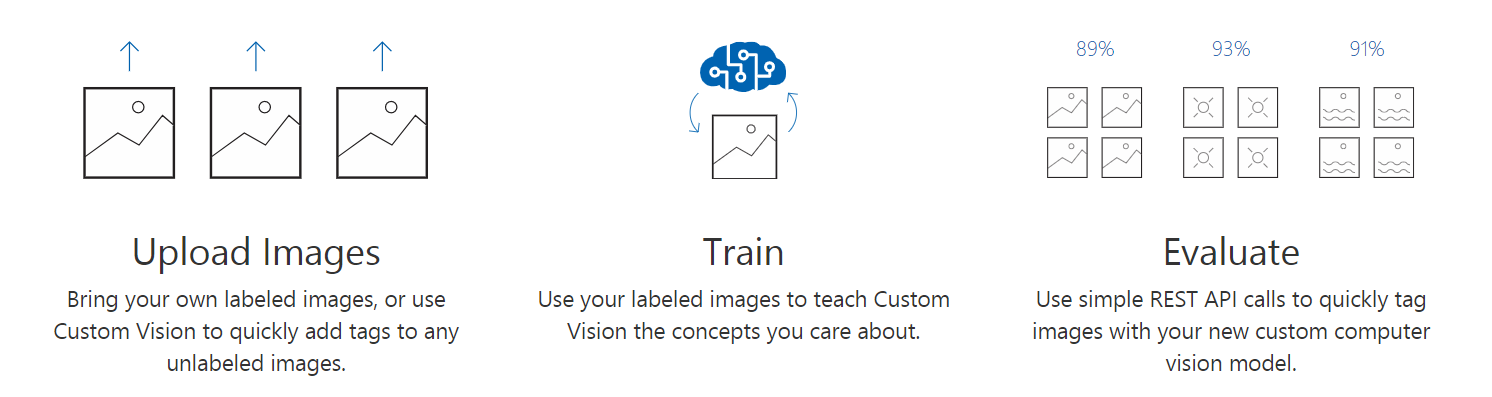 89% 93% 91%
Upload Images
Bring your own labeled images, or use
Custom Vision to quickly add tags to any
unlabeled images.
Train
Use your labeled images to teach Custom
Vision the concepts you care about.
Evaluate
Use simple REST API calls to quickly tag
images with your new custom computer
vision model.